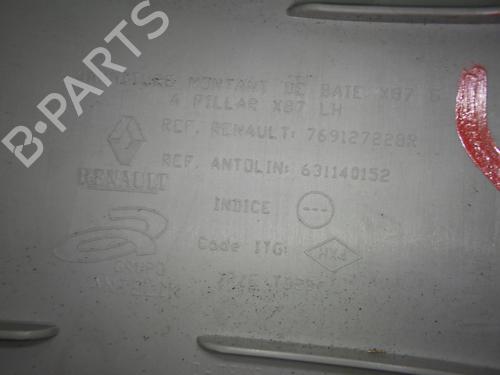 B-PARTS
MONTANT DE BAIE X87 G
A PILLAR X87 LH
REF. RENAULT: 769127228R
RENAULT
REF. ANTOLIN: 631140152
INDICE ---
Code ITG:
GRUPO